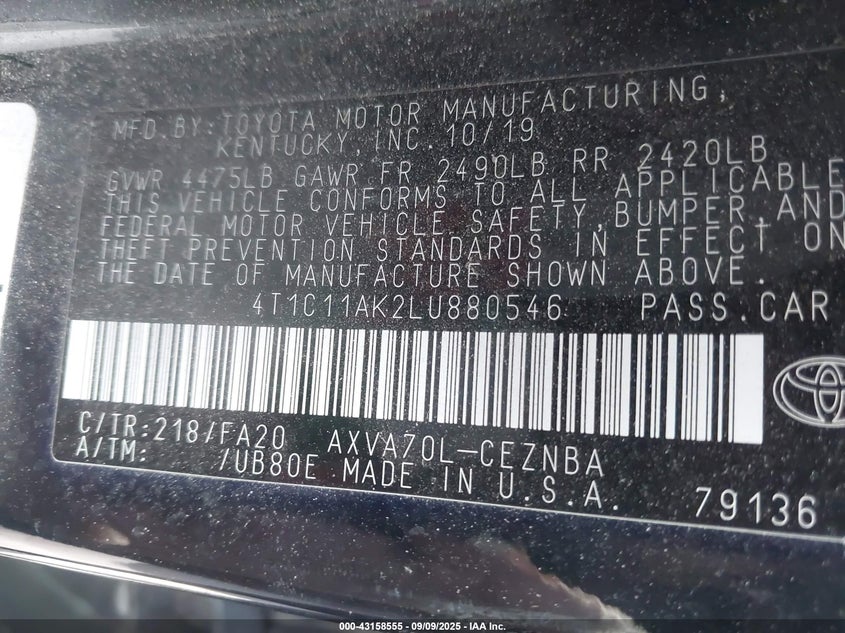 MFD.BY:TOYOTA MOTOR MANUFACTURING,
KENTUCKY,INC.10/19
GVWR 4475LB GAWR FR 2490LB RR 2420LB
THIS VEHICLE CONFORMS TO ALL APPLICABLE
FEDERAL MOTOR VEHICLE SAFETY,BUMPER,AND
THEFT PREVENTION STANDARDS IN EFFECT ON
THE DATE OF MANUFACTURE SHOWN ABOVE.
4T1C11AK2LU880546 PASS.CAR
C/TR:218/FA20 AXVA70L-CEZNBA
A/TM: /UB80E MADE IN U.S.A. 79136
000-43158555 - 09/09/2025 - IAA Inc.